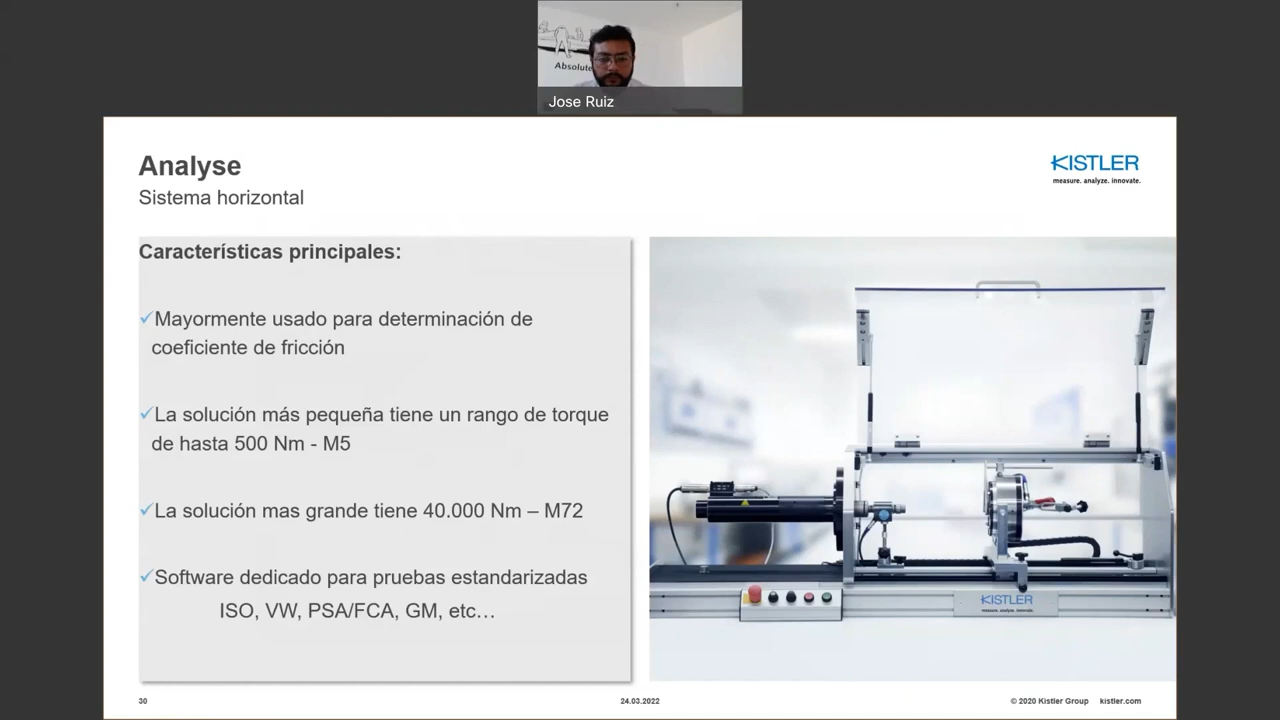 Absolute
Jose Ruiz
Analyse
Sistema horizontal
KISTLER
measure. analyze. innovate.
Características principales:
✓Mayormente usado para determinación de
coeficiente de fricción
✓La solución más pequeña tiene un rango de torque
de hasta 500 Nm - M5
✓La solución mas grande tiene 40.000 Nm – M72
✓Software dedicado para pruebas estandarizadas
ISO, VW, PSA/FCA, GM, etc…
KISTLER
measure. analyze. innovate.
30
24.03.2022
© 2020 Kistler Group kistler.com